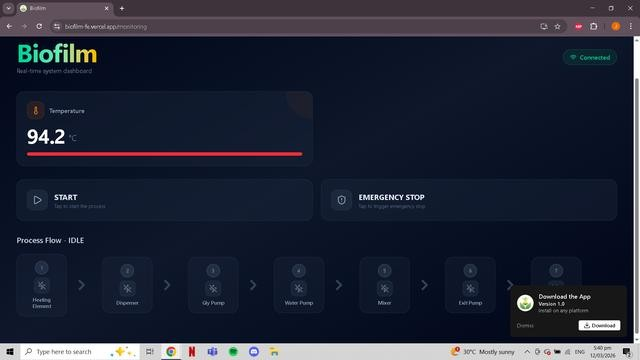 Biofilm
biofilm-fe.vercel.app/monitoring
ABP
J
Biofilm
Real-time system dashboard
Connected
Temperature
94.2 °C
START
Tap to start the process
EMERGENCY STOP
Tap to trigger emergency stop
Process Flow · IDLE
1
Heating
Element
2
Dispenser
3
Gly Pump
4
Water Pump
5
Mixer
6
Exit Pump
7
Download the App
Version 1.0
Install on any platform
Dismiss
Download
Type here to search
30°C Mostly sunny
ENG
5:40 pm
12/03/2026